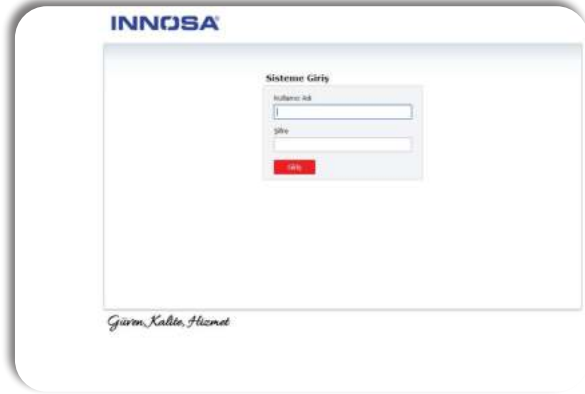 INNOSA
Sisteme Giriş
Kullanıcı Adı
Şifre
Giriş
Güven, Kalite, Hizmet